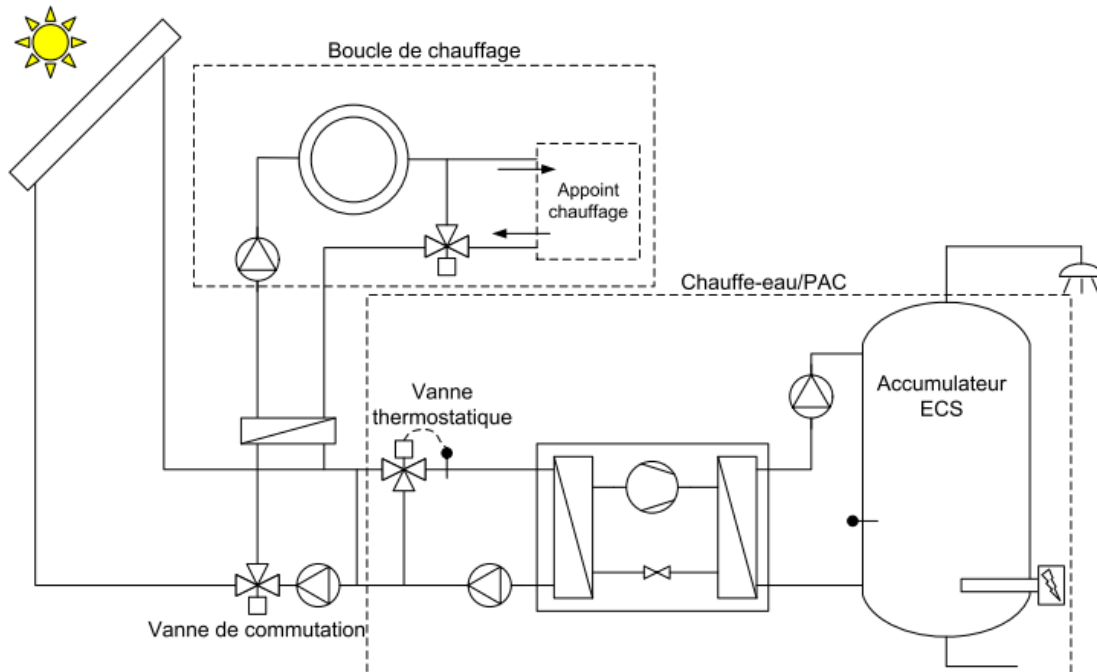 Boucle de chauffage
Appoint
chauffage
Chauffe-eau/PAC
Vanne
thermostatique
Accumulateur
ECS
Vanne de commutation